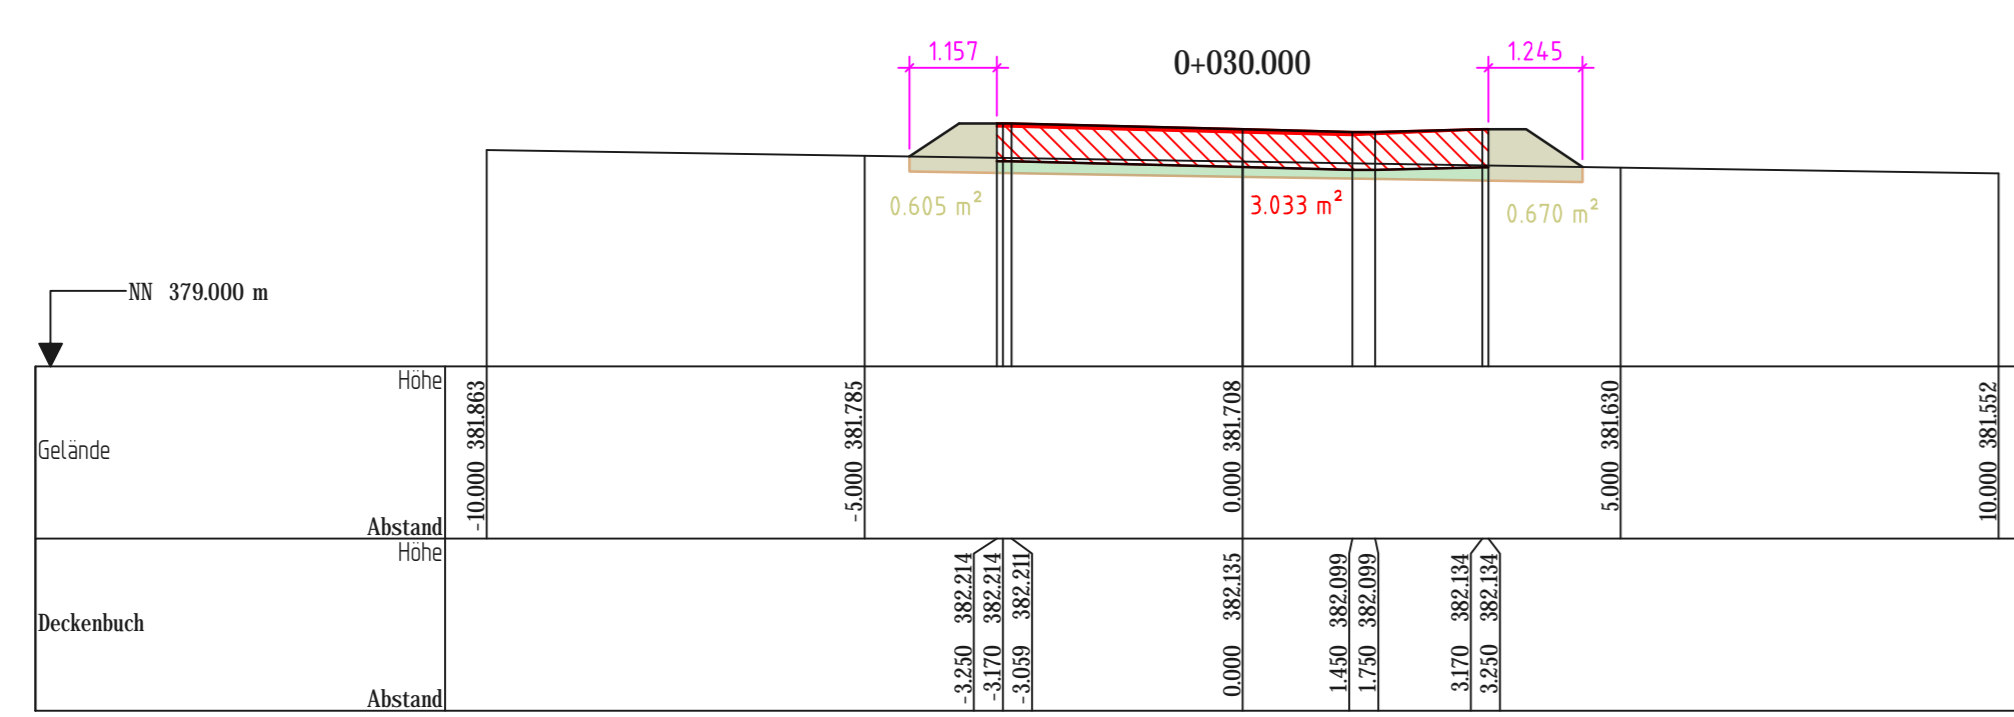 1.157
0+030.000
1.245
0.605 m²
3.033 m²
0.670 m²
NN 379.000 m
Höhe
Gelände
Abstand
-10.000 381.863
-5.000 381.785
0.000 381.708
5.000 381.630
10.000 381.552
Höhe
Deckenbuch
Abstand
-3.250 382.214
-3.170 382.214
-3.059 382.211
0.000 382.135
1.450 382.099
1.750 382.099
3.170 382.134
3.250 382.134